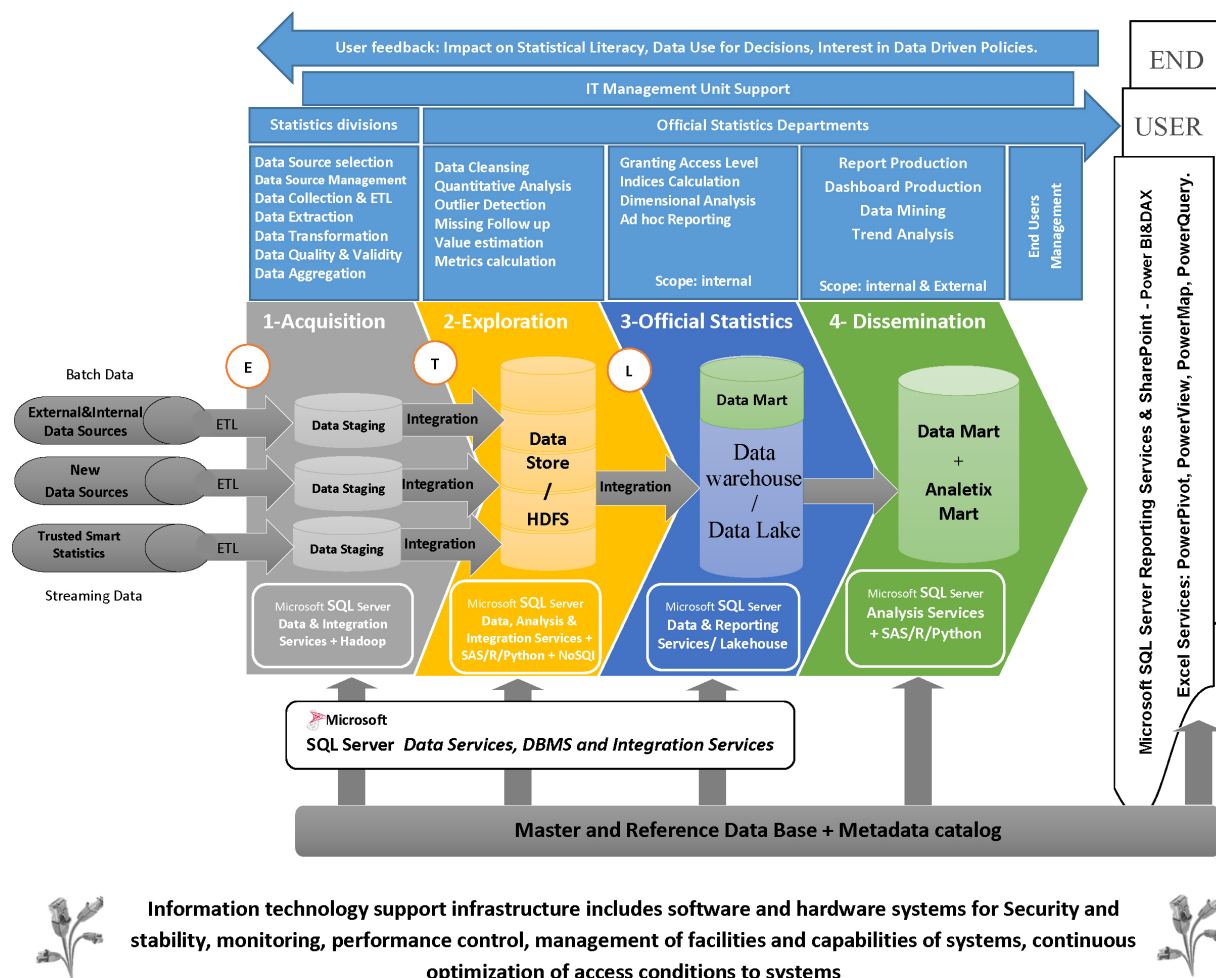 User feedback: Impact on Statistical Literacy, Data Use for Decisions, Interest in Data Driven Policies.
END
IT Management Unit Support
USER
Statistics divisions
Official Statistics Departments
Data Source selection
Data Source Management
Data Collection & ETL
Data Extraction
Data Transformation
Data Quality & Validity
Data Aggregation
Data Cleansing
Quantitative Analysis
Outlier Detection
Missing Follow up
Value estimation
Metrics calculation
Granting Access Level
Indices Calculation
Dimensional Analysis
Ad hoc Reporting
Scope: internal
Report Production
Dashboard Production
Data Mining
Trend Analysis
Scope: internal & External
End Users
Management
Microsoft SQL Server Reporting Services & SharePoint - Power BI&DAX
Excel Services: PowerPivot, PowerView, PowerMap, PowerQuery.
1-Acquisition
2-Exploration
3-Official Statistics
4- Dissemination
E
T
L
Batch Data
External&Internal
Data Sources
ETL
Data Staging
Integration
New
Data Sources
ETL
Data Staging
Integration
Trusted Smart
Statistics
ETL
Data Staging
Integration
Streaming Data
Data
Store
/
HDFS
Integration
Data Mart
Data
warehouse
/
Data Lake
Data Mart
+
Analetix
Mart
Microsoft SQL Server
Data & Integration
Services + Hadoop
Microsoft SQL Server
Data, Analysis &
Integration Services +
SAS/R/Python + NoSQL
Microsoft SQL Server
Data & Reporting
Services/ Lakehouse
Microsoft SQL Server
Analysis Services
+ SAS/R/Python
Microsoft
SQL Server Data Services, DBMS and Integration Services
Master and Reference Data Base + Metadata catalog
Information technology support infrastructure includes software and hardware systems for Security and
stability, monitoring, performance control, management of facilities and capabilities of systems, continuous
optimization of access conditions to systems